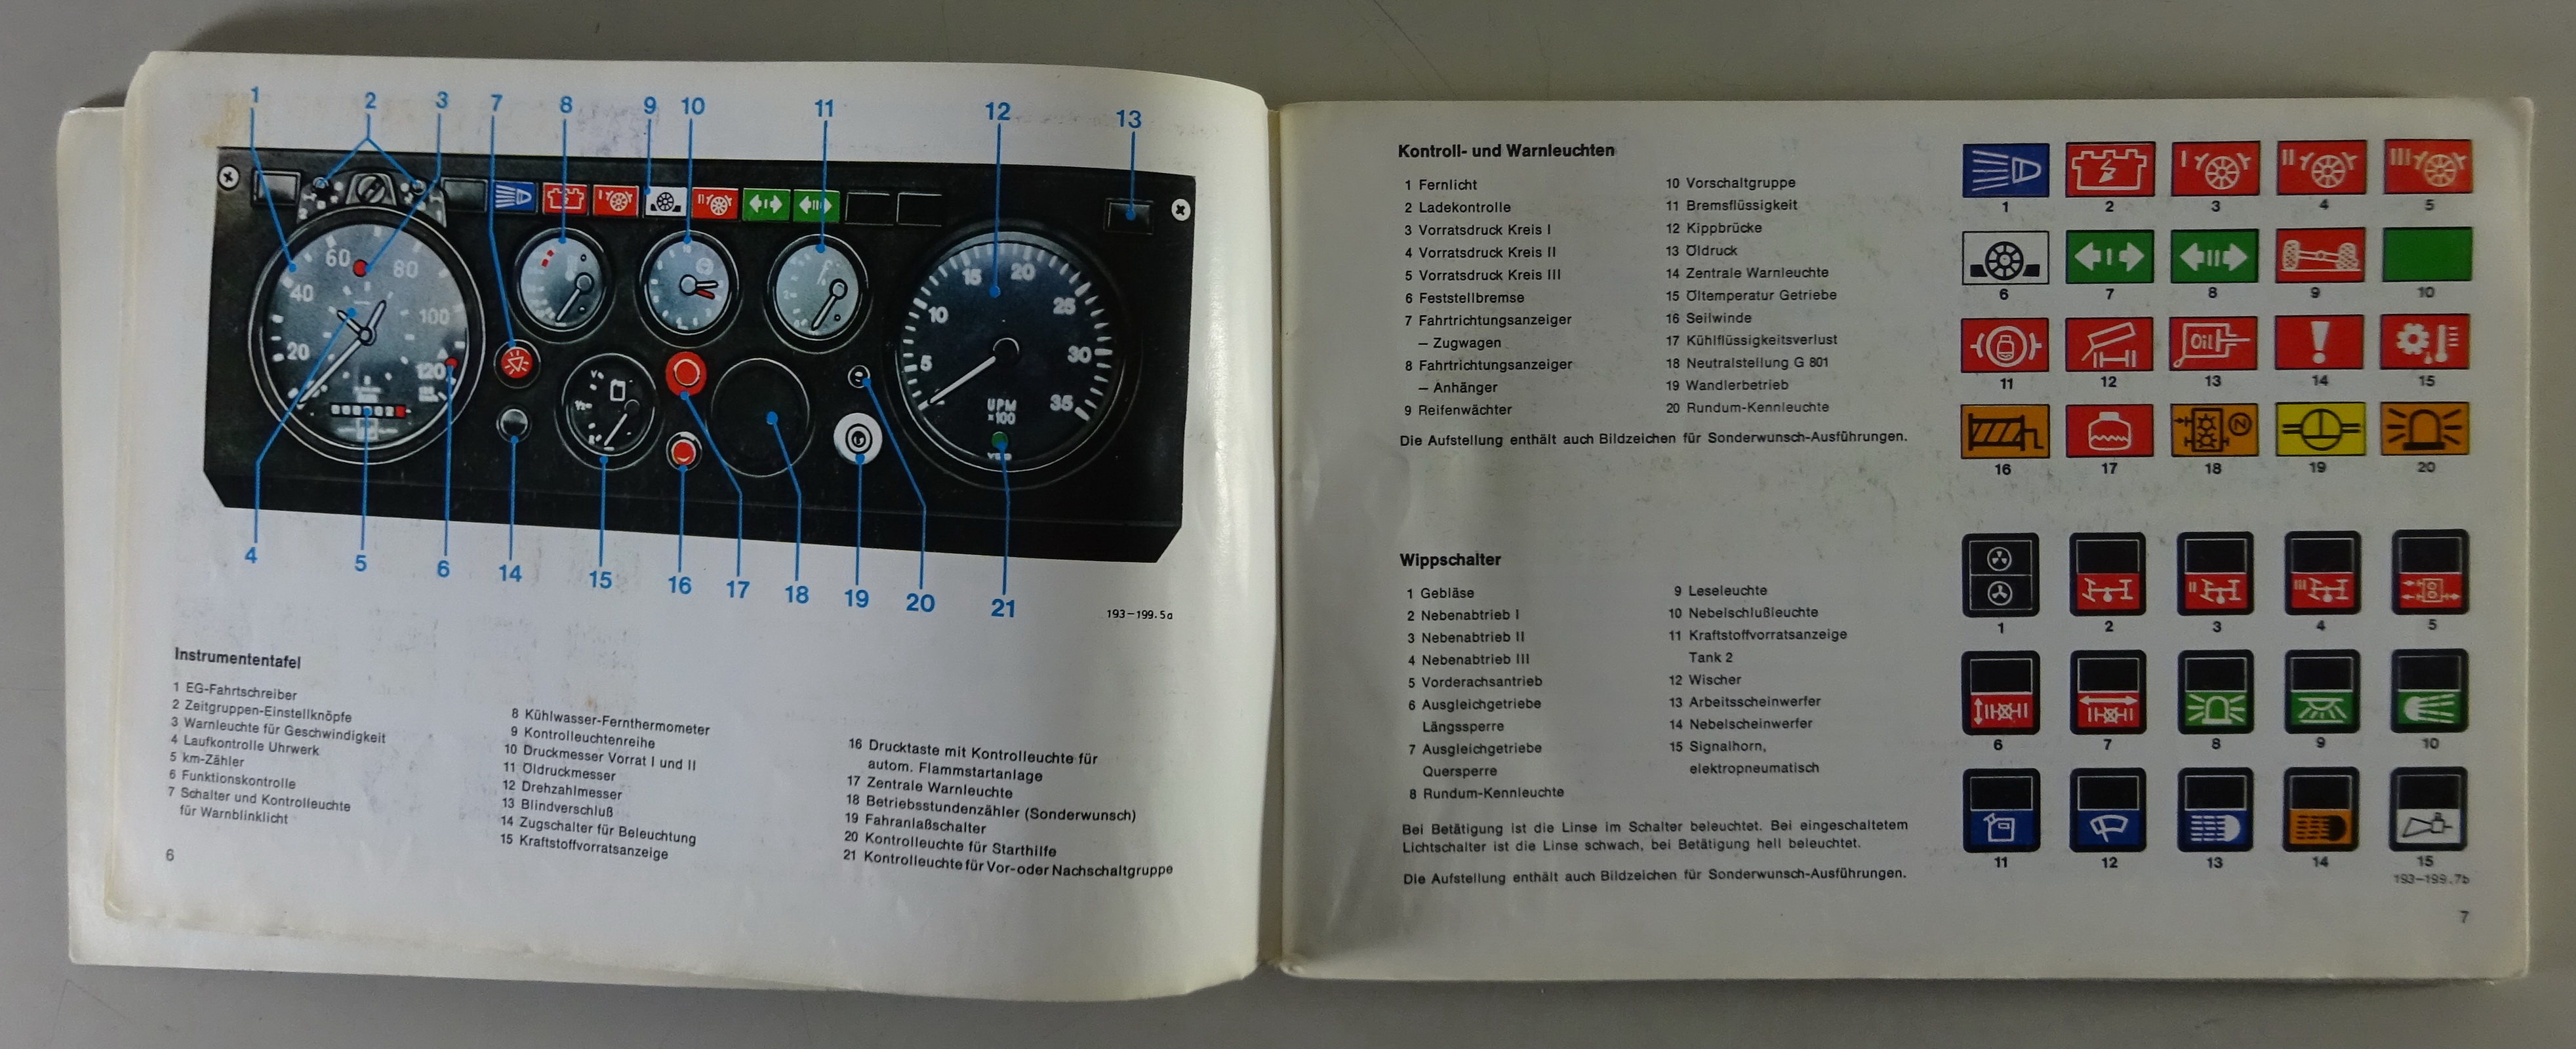 1 2 3 7 8 9 10 11 12 13
60 80
40 100
20 120
15 20
10 25
5 30
35
UPM
x100
VDO
½
4 5 6 14 15 16 17 18 19 20 21
193–199.5a
Instrumententafel
1 EG-Fahrtschreiber
2 Zeitgruppen-Einstellknöpfe
3 Warnleuchte für Geschwindigkeit
4 Laufkontrolle Uhrwerk
5 km-Zähler
6 Funktionskontrolle
7 Schalter und Kontrolleuchte
für Warnblinklicht
8 Kühlwasser-Fernthermometer
9 Kontrolleuchtenreihe
10 Druckmesser Vorrat I und II
11 Öldruckmesser
12 Drehzahlmesser
13 Blindverschluß
14 Zugschalter für Beleuchtung
15 Kraftstoffvorratsanzeige
16 Drucktaste mit Kontrolleuchte für
autom. Flammstartanlage
17 Zentrale Warnleuchte
18 Betriebsstundenzähler (Sonderwunsch)
19 Fahranlaßschalter
20 Kontrolleuchte für Starthilfe
21 Kontrolleuchte für Vor-oder Nachschaltgruppe
6
Kontroll- und Warnleuchten
1 Fernlicht
2 Ladekontrolle
3 Vorratsdruck Kreis I
4 Vorratsdruck Kreis II
5 Vorratsdruck Kreis III
6 Feststellbremse
7 Fahrtrichtungsanzeiger
– Zugwagen
8 Fahrtrichtungsanzeiger
– Anhänger
9 Reifenwächter
10 Vorschaltgruppe
11 Bremsflüssigkeit
12 Kippbrücke
13 Öldruck
14 Zentrale Warnleuchte
15 Öltemperatur Getriebe
16 Seilwinde
17 Kühlflüssigkeitsverlust
18 Neutralstellung G 801
19 Wandlerbetrieb
20 Rundum-Kennleuchte
Die Aufstellung enthält auch Bildzeichen für Sonderwunsch-Ausführungen.
I II III
1 2 3 4 5
I II
6 7 8 9 10
Oil !
11 12 13 14 15
N
16 17 18 19 20
Wippschalter
1 Gebläse
2 Nebenabtrieb I
3 Nebenabtrieb II
4 Nebenabtrieb III
5 Vorderachsantrieb
6 Ausgleichgetriebe
Längssperre
7 Ausgleichgetriebe
Quersperre
8 Rundum-Kennleuchte
9 Leseleuchte
10 Nebelschlußleuchte
11 Kraftstoffvorratsanzeige
Tank 2
12 Wischer
13 Arbeitsscheinwerfer
14 Nebelscheinwerfer
15 Signalhorn,
elektropneumatisch
Bei Betätigung ist die Linse im Schalter beleuchtet. Bei eingeschaltetem
Lichtschalter ist die Linse schwach, bei Betätigung hell beleuchtet.
Die Aufstellung enthält auch Bildzeichen für Sonderwunsch-Ausführungen.
II III
1 2 3 4 5
6 7 8 9 10
11 12 13 14 15
193–199.7b
7